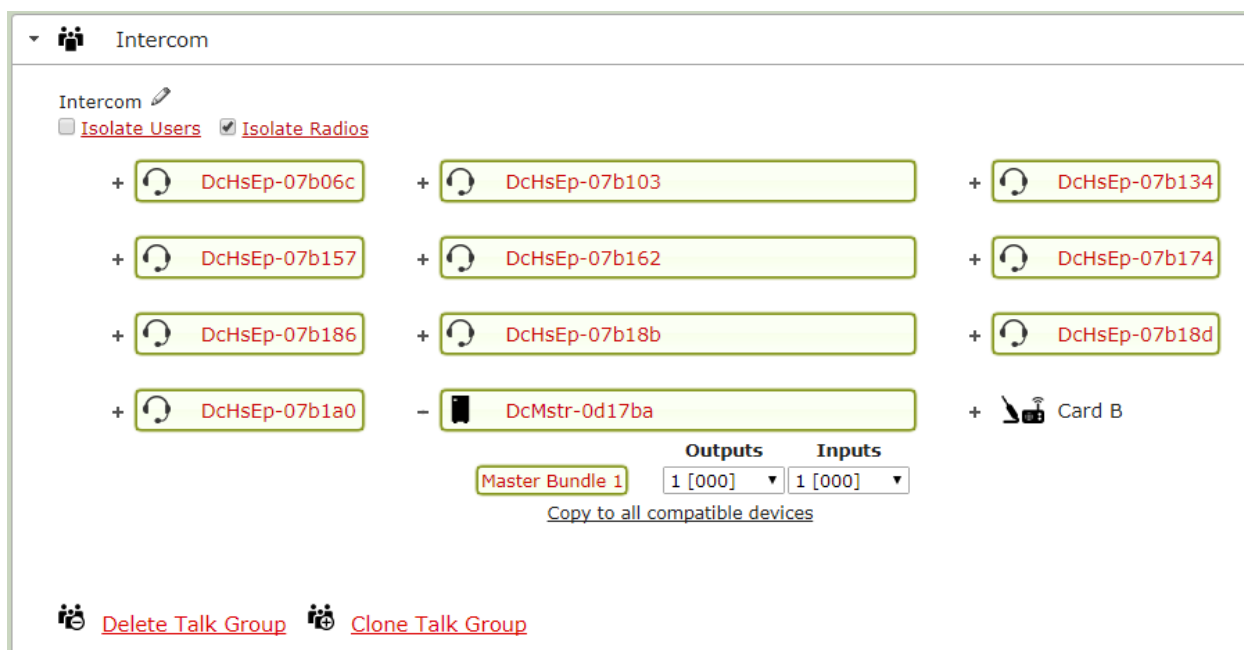 Intercom
Intercom
Isolate Users Isolate Radios
+ DcHsEp-07b06c + DcHsEp-07b103 + DcHsEp-07b134
+ DcHsEp-07b157 + DcHsEp-07b162 + DcHsEp-07b174
+ DcHsEp-07b186 + DcHsEp-07b18b + DcHsEp-07b18d
+ DcHsEp-07b1a0 - DcMstr-0d17ba + Card B
Outputs Inputs
Master Bundle 1 1 [000] 1 [000]
Copy to all compatible devices
Delete Talk Group Clone Talk Group